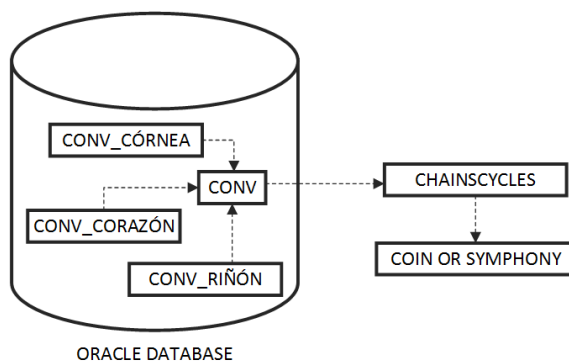 CONV_CÓRNEA
CONV
CHAINSCYCLES
CONV_CORAZÓN
COIN OR SYMPHONY
CONV_RIÑÓN
ORACLE DATABASE